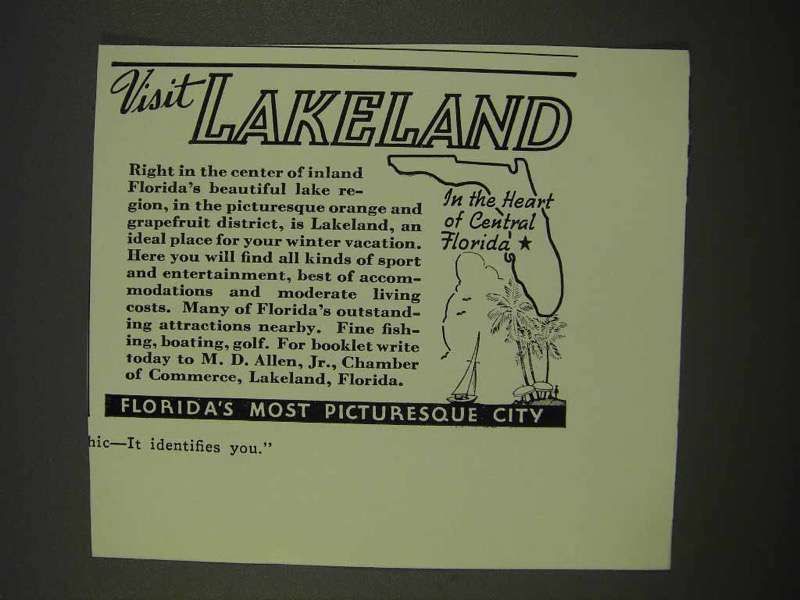 Visit LAKELAND
Right in the center of inland
Florida's beautiful lake re-
gion, in the picturesque orange and
grapefruit district, is Lakeland, an
ideal place for your winter vacation.
Here you will find all kinds of sport
and entertainment, best of accom-
modations and moderate living
costs. Many of Florida's outstand-
ing attractions nearby. Fine fish-
ing, boating, golf. For booklet write
today to M. D. Allen, Jr., Chamber
of Commerce, Lakeland, Florida.
In the Heart
of Central
Florida
FLORIDA'S MOST PICTURESQUE CITY
hic—It identifies you."